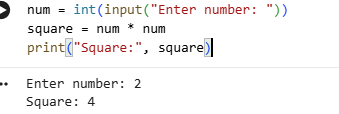 num = int(input("Enter number: "))
square = num * num
print("Square:", square)
Enter number: 2
Square: 4